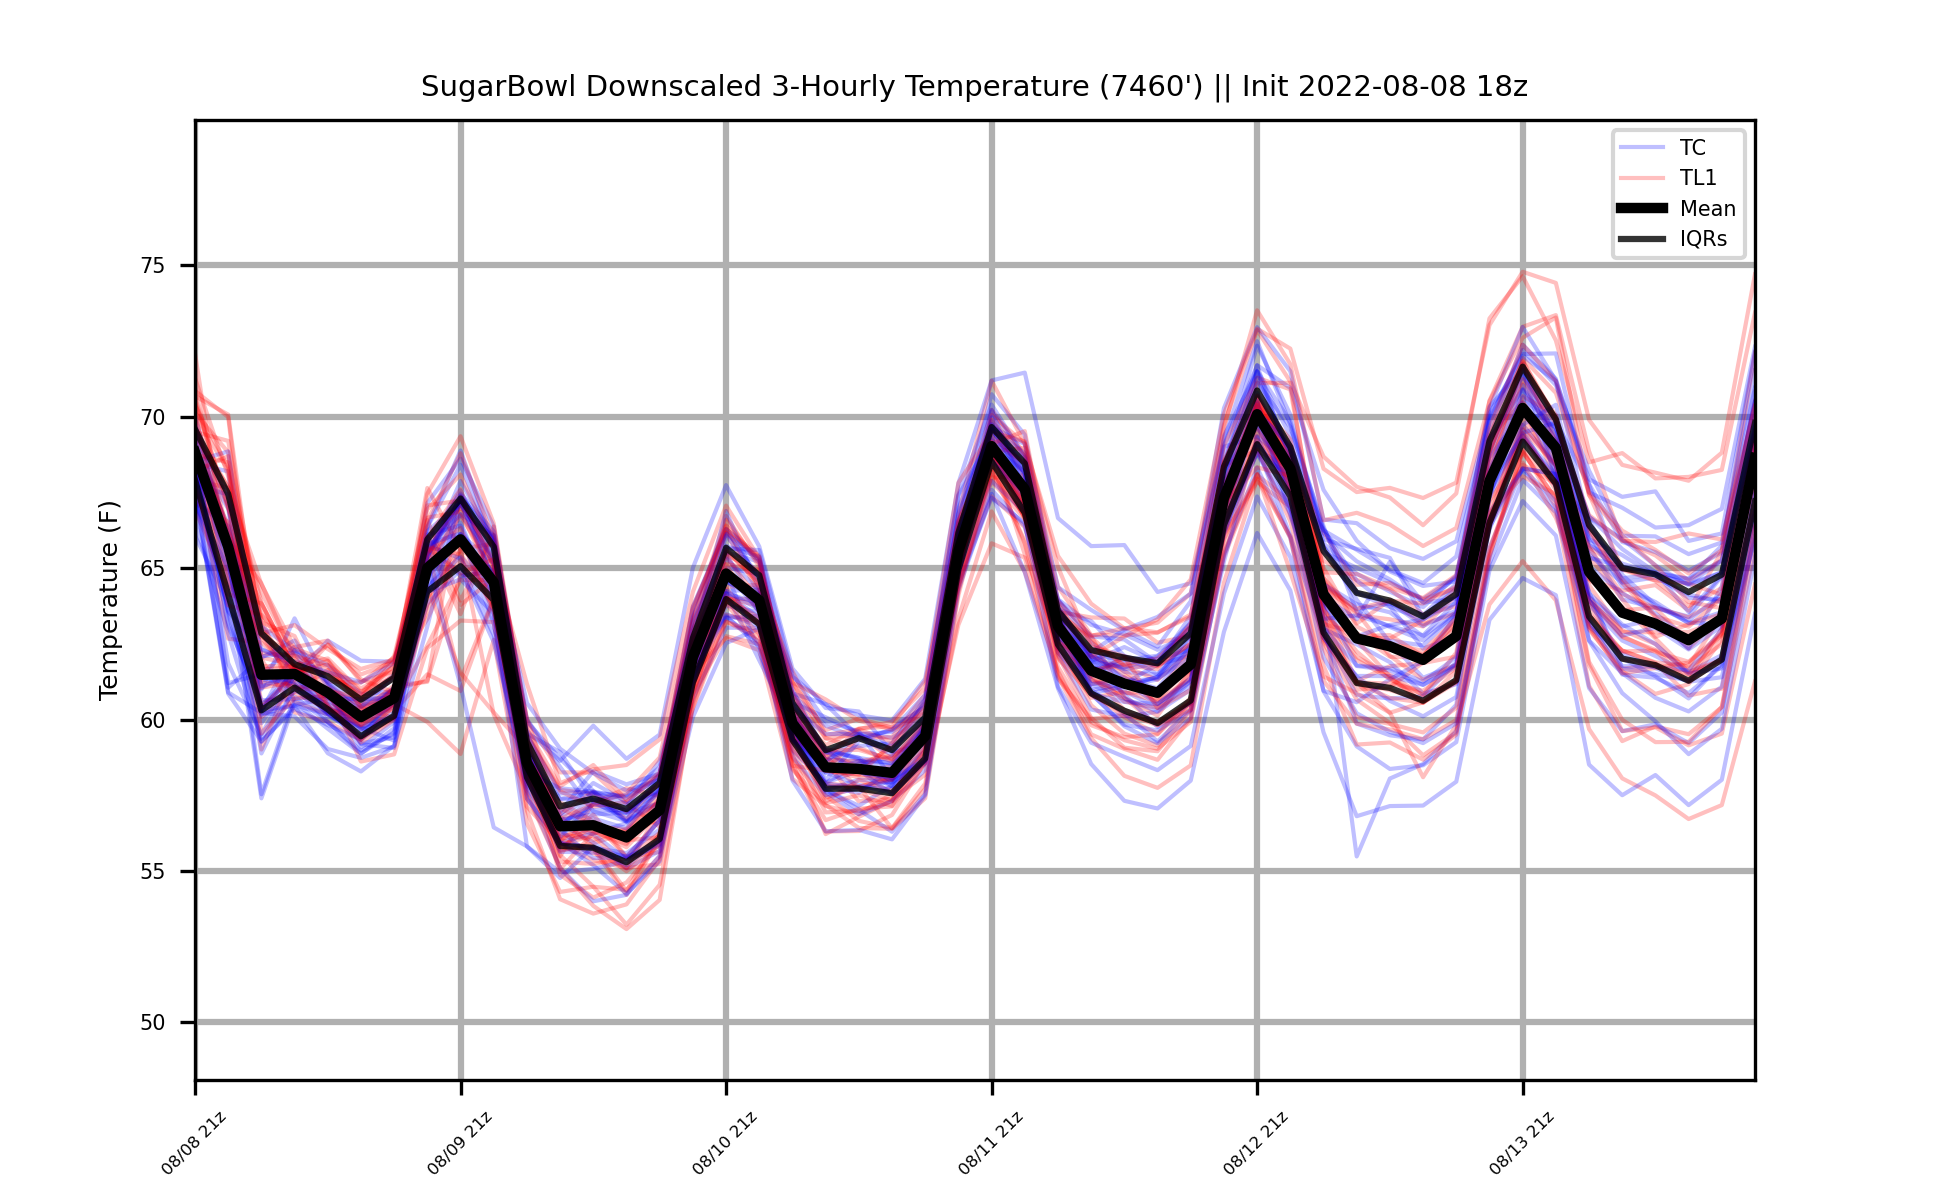 SugarBowl Downscaled 3-Hourly Temperature (7460') || Init 2022-08-08 18z
TC
TL1
Mean
IQRs
Temperature (F)
75
70
65
60
55
50
08/08 21z
08/09 21z
08/10 21z
08/11 21z
08/12 21z
08/13 21z